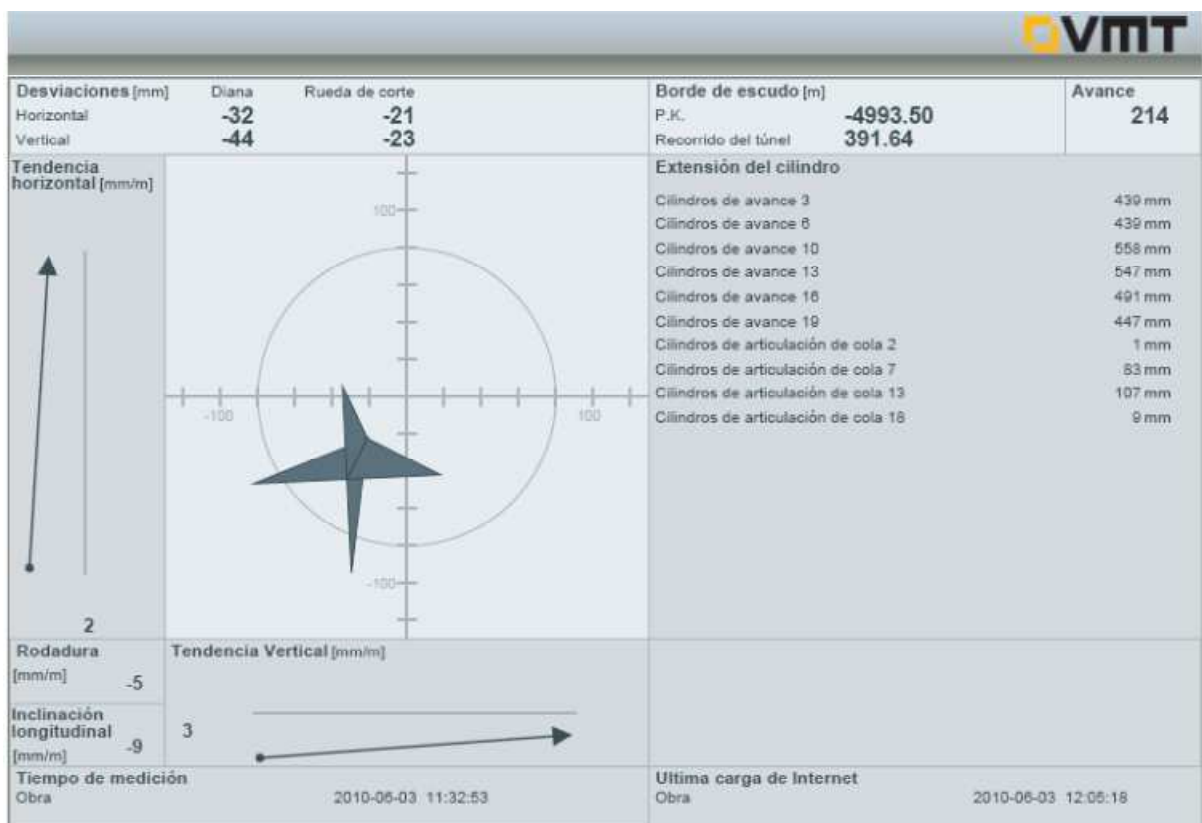 VMT
Desviaciones [mm] Diana Rueda de corte
Horizontal -32 -21
Vertical -44 -23
Borde de escudo [m]
P.K. -4993.50
Recorrido del túnel 391.64
Avance
214
Tendencia
horizontal [mm/m]
2
100
-100 100
-100
Extensión del cilindro
Cilindros de avance 3 439 mm
Cilindros de avance 6 439 mm
Cilindros de avance 10 558 mm
Cilindros de avance 13 547 mm
Cilindros de avance 16 491 mm
Cilindros de avance 19 447 mm
Cilindros de articulación de cola 2 1 mm
Cilindros de articulación de cola 7 83 mm
Cilindros de articulación de cola 13 107 mm
Cilindros de articulación de cola 18 9 mm
Rodadura
[mm/m] -5
Inclinación
longitudinal
[mm/m] -9
Tendencia Vertical [mm/m]
3
Tiempo de medición
Obra 2010-06-03 11:32:53
Ultima carga de Internet
Obra 2010-06-03 12:05:18